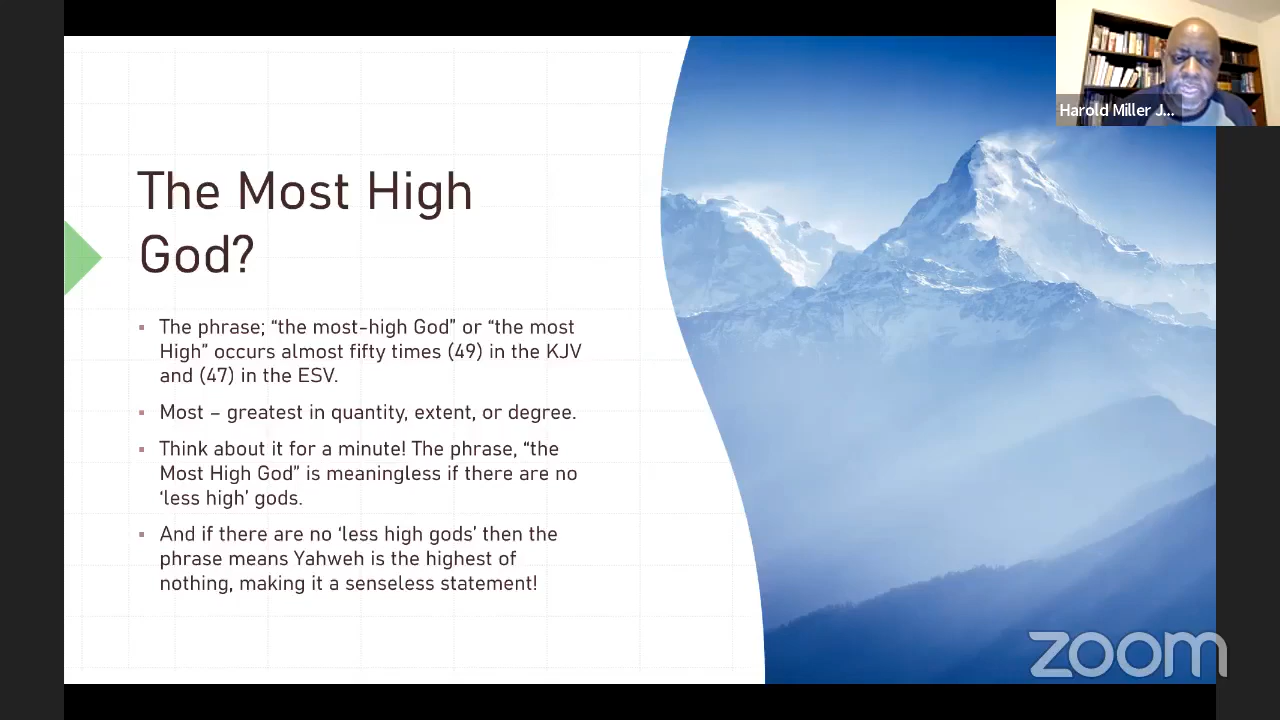 Harold Miller J...
The Most High
God?
▪ The phrase; “the most-high God” or “the most
High” occurs almost fifty times (49) in the KJV
and (47) in the ESV.
▪ Most – greatest in quantity, extent, or degree.
▪ Think about it for a minute! The phrase, “the
Most High God” is meaningless if there are no
‘less high’ gods.
▪ And if there are no ‘less high gods’ then the
phrase means Yahweh is the highest of
nothing, making it a senseless statement!
zoom